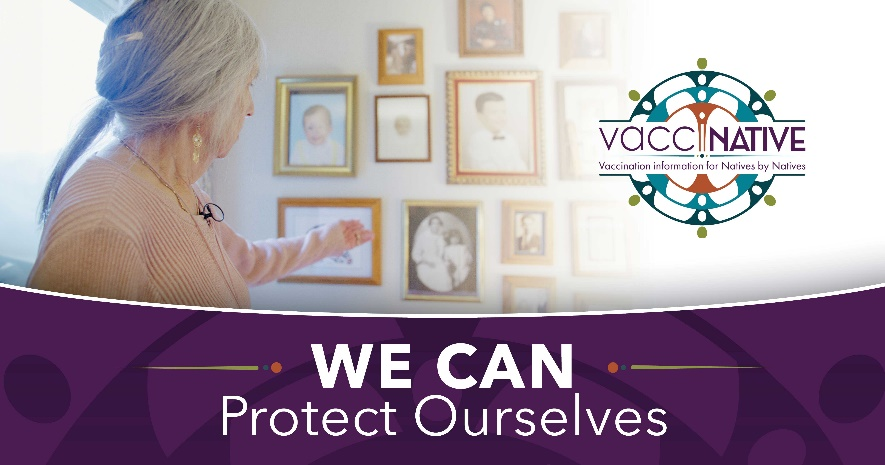 vaccINATIVE
Vaccination information for Natives by Natives
WE CAN
Protect Ourselves